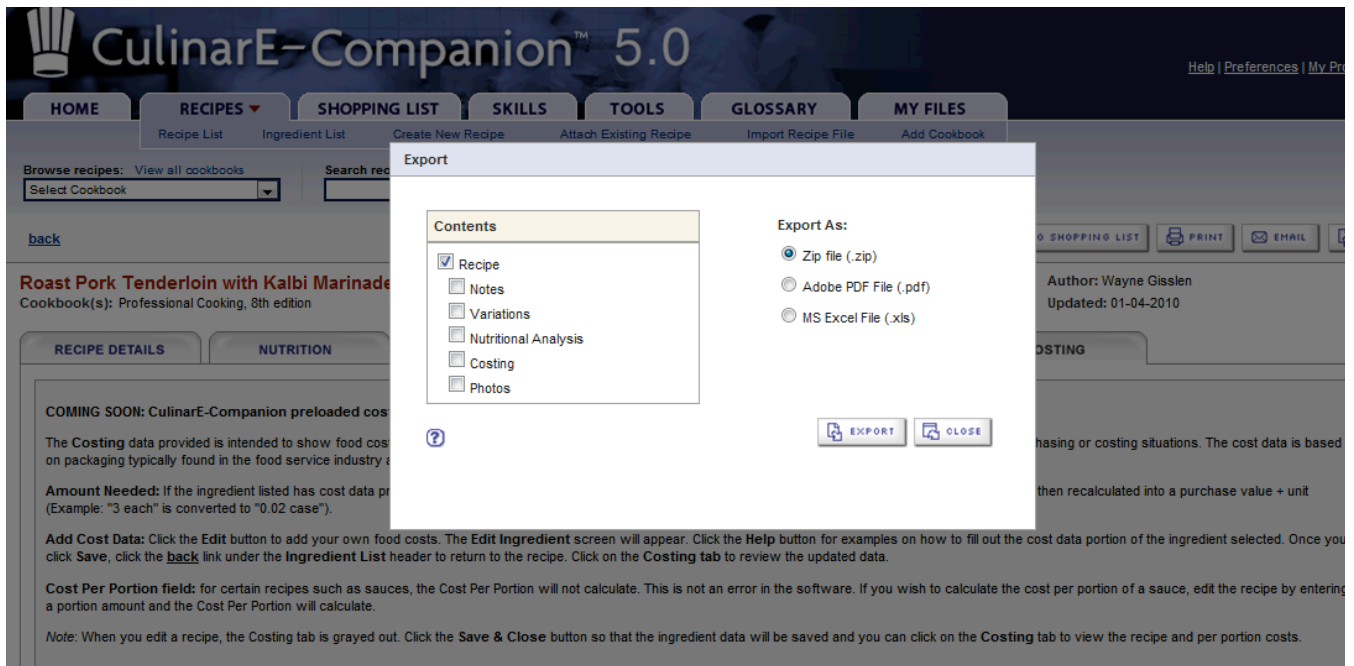 CulinarE-Companion™ 5.0
Help | Preferences | My Pro
HOME RECIPES SHOPPING LIST SKILLS TOOLS GLOSSARY MY FILES
Recipe List Ingredient List Create New Recipe Attach Existing Recipe Import Recipe File Add Cookbook
Browse recipes: View all cookbooks Search rec
Select Cookbook
Export
Contents
Recipe
Notes
Variations
Nutritional Analysis
Costing
Photos
Export As:
Zip file (.zip)
Adobe PDF File (.pdf)
MS Excel File (.xls)
EXPORT CLOSE
back
O SHOPPING LIST PRINT EMAIL
Roast Pork Tenderloin with Kalbi Marinade
Cookbook(s): Professional Cooking, 8th edition
Author: Wayne Gisslen
Updated: 01-04-2010
RECIPE DETAILS NUTRITION OSTING
COMING SOON: CulinarE-Companion preloaded cos
The Costing data provided is intended to show food cos hasing or costing situations. The cost data is based
on packaging typically found in the food service industry a
Amount Needed: If the ingredient listed has cost data pr then recalculated into a purchase value + unit
(Example: "3 each" is converted to "0.02 case").
Add Cost Data: Click the Edit button to add your own food costs. The Edit Ingredient screen will appear. Click the Help button for examples on how to fill out the cost data portion of the ingredient selected. Once you
click Save, click the back link under the Ingredient List header to return to the recipe. Click on the Costing tab to review the updated data.
Cost Per Portion field: for certain recipes such as sauces, the Cost Per Portion will not calculate. This is not an error in the software. If you wish to calculate the cost per portion of a sauce, edit the recipe by entering
a portion amount and the Cost Per Portion will calculate.
Note: When you edit a recipe, the Costing tab is grayed out. Click the Save & Close button so that the ingredient data will be saved and you can click on the Costing tab to view the recipe and per portion costs.